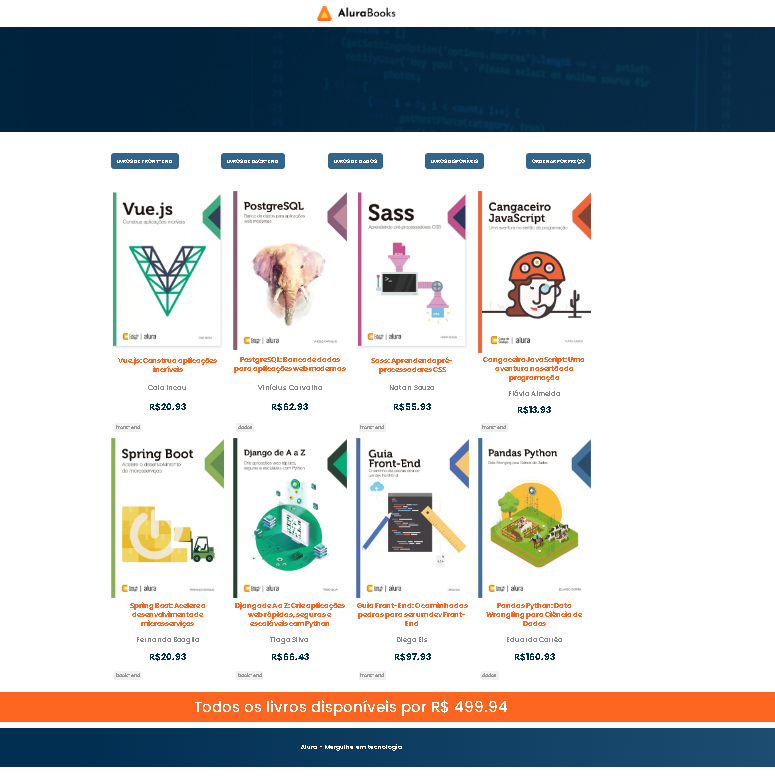 AluraBooks
LIVROS DE FRONT-END
LIVROS DE BACK-END
LIVROS DE DADOS
LIVROS DISPONÍVEIS
ORDENAR POR PREÇO
Vue.js
Construa aplicações incríveis
PostgreSQL
Banco de dados para aplicações
web modernas
Sass
Aprendendo pré-processadores CSS
Cangaceiro
JavaScript
Uma aventura no sertão da programação
alura
alura
alura
alura
Vue.js: Construa aplicações
incríveis
PostgreSQL: Banco de dados
para aplicações web modernas
Sass: Aprendendo pré-
processadores CSS
Cangaceiro JavaScript: Uma
aventura no sertão da
programação
Caio Incau
Vinícius Carvalho
Natan Souza
Flávio Almeida
R$20.93
R$62.93
R$55.93
R$13.93
front-end
dados
front-end
front-end
Spring Boot
Acelere o desenvolvimento
de microsserviços
Django de A a Z
Crie aplicações web rápidas,
seguras e escaláveis com Python
Guia
Front-End
Pandas Python
Data Wrangling para Ciência de Dados
alura
alura
alura
alura
Spring Boot: Acelere o
desenvolvimento de
microsserviços
Django de A a Z: Crie aplicações
web rápidas, seguras e
escaláveis com Python
Guia Front-End: O caminho das
pedras para ser um dev Front-
End
Pandas Python: Data
Wrangling para Ciência de
Dados
Fernando Boaglio
Tiago Silva
Diego Eis
Eduardo Corrêa
R$20.93
R$66.43
R$97.93
R$160.93
back-end
back-end
front-end
dados
Todos os livros disponíveis por R$ 499.94
Alura - Mergulhe em tecnologia